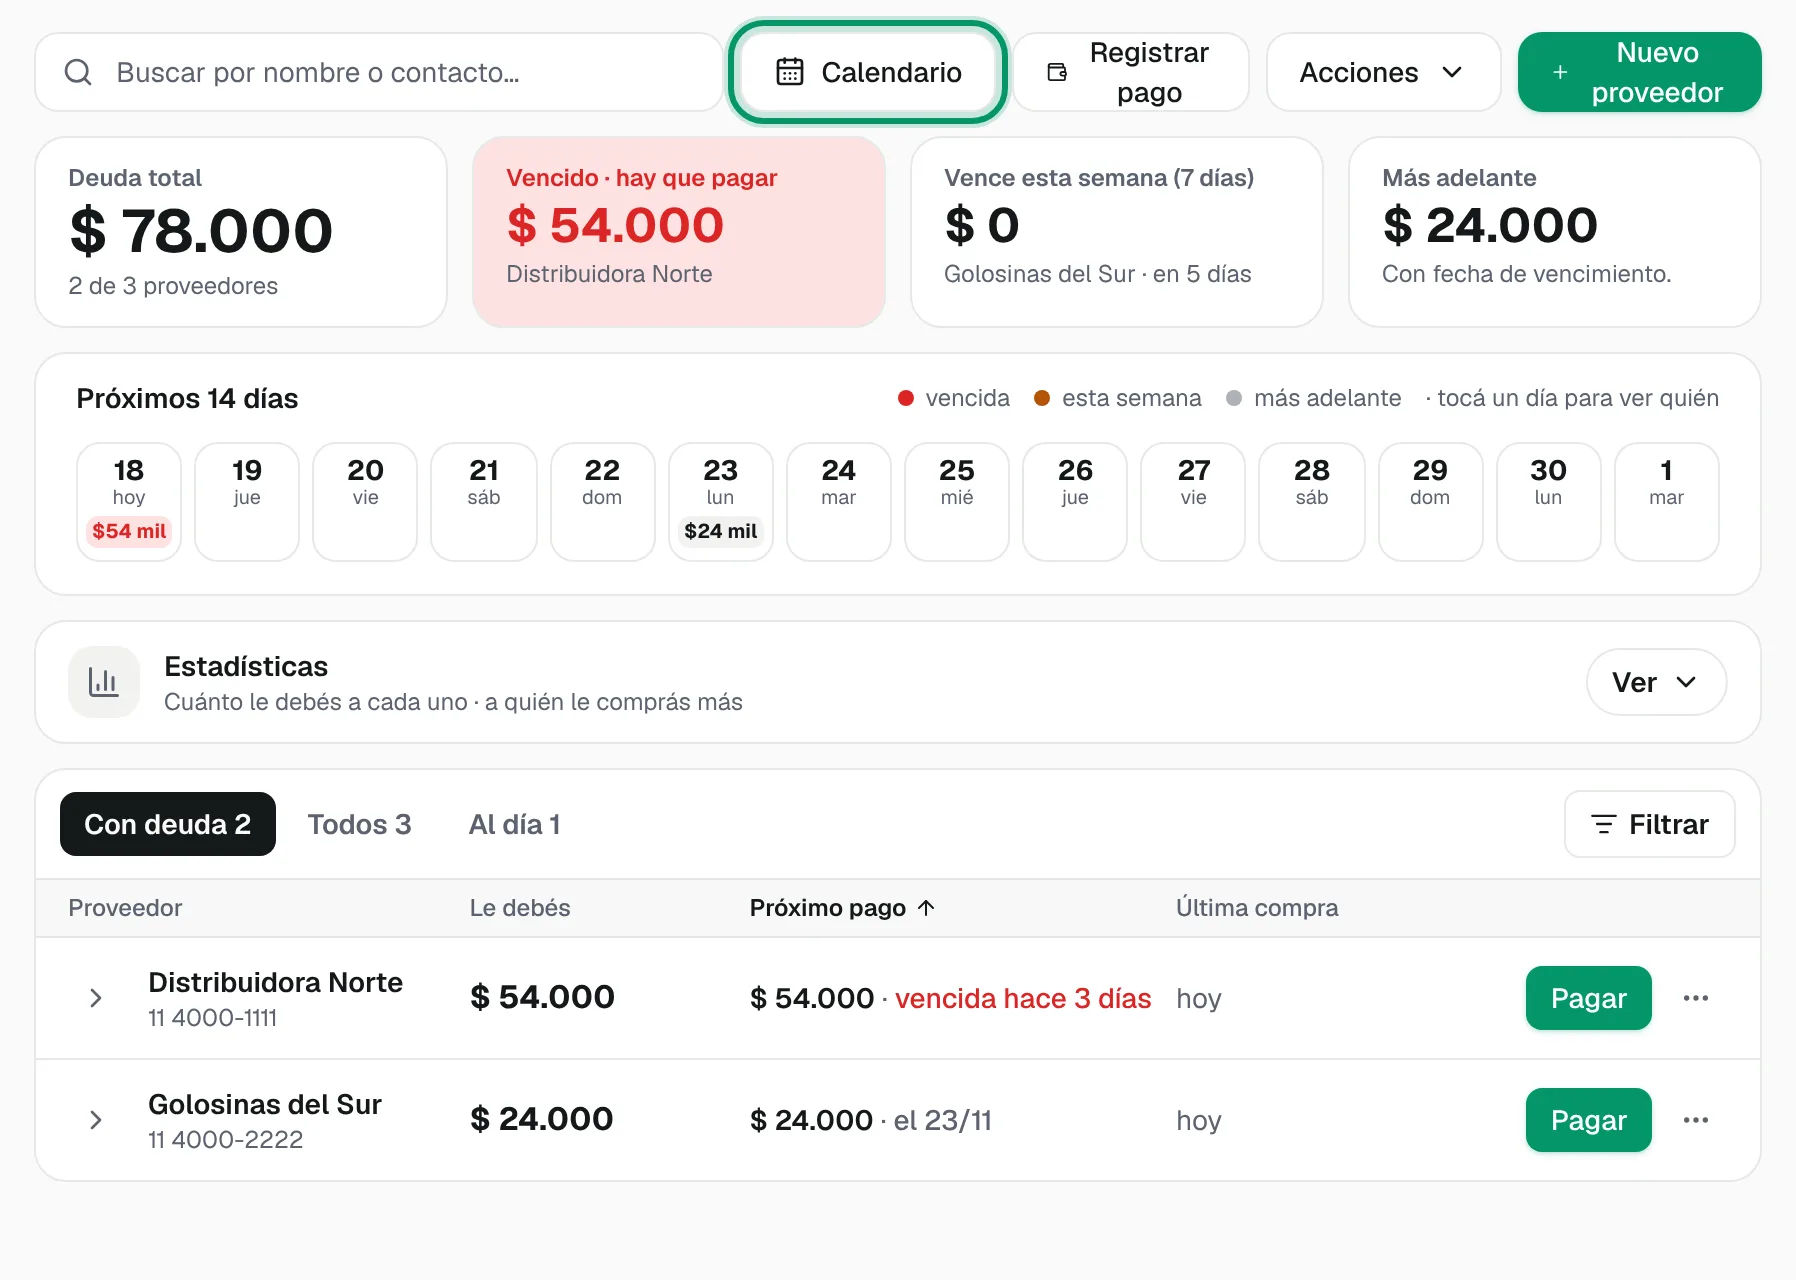 Buscar por nombre o contacto...
Calendario
Registrar
pago
Acciones
Nuevo
proveedor
Deuda total
$ 78.000
2 de 3 proveedores
Vencido · hay que pagar
$ 54.000
Distribuidora Norte
Vence esta semana (7 días)
$ 0
Golosinas del Sur · en 5 días
Más adelante
$ 24.000
Con fecha de vencimiento.
Próximos 14 días
vencida
esta semana
más adelante
· tocá un día para ver quién
18
hoy
$54 mil
19
jue
20
vie
21
sáb
22
dom
23
lun
$24 mil
24
mar
25
mié
26
jue
27
vie
28
sáb
29
dom
30
lun
1
mar
Estadísticas
Cuánto le debés a cada uno · a quién le comprás más
Ver
Con deuda 2
Todos 3
Al día 1
Filtrar
Proveedor
Le debés
Próximo pago ↑
Última compra
Distribuidora Norte
11 4000-1111
$ 54.000
$ 54.000 · vencida hace 3 días
hoy
Pagar
Golosinas del Sur
11 4000-2222
$ 24.000
$ 24.000 · el 23/11
hoy
Pagar